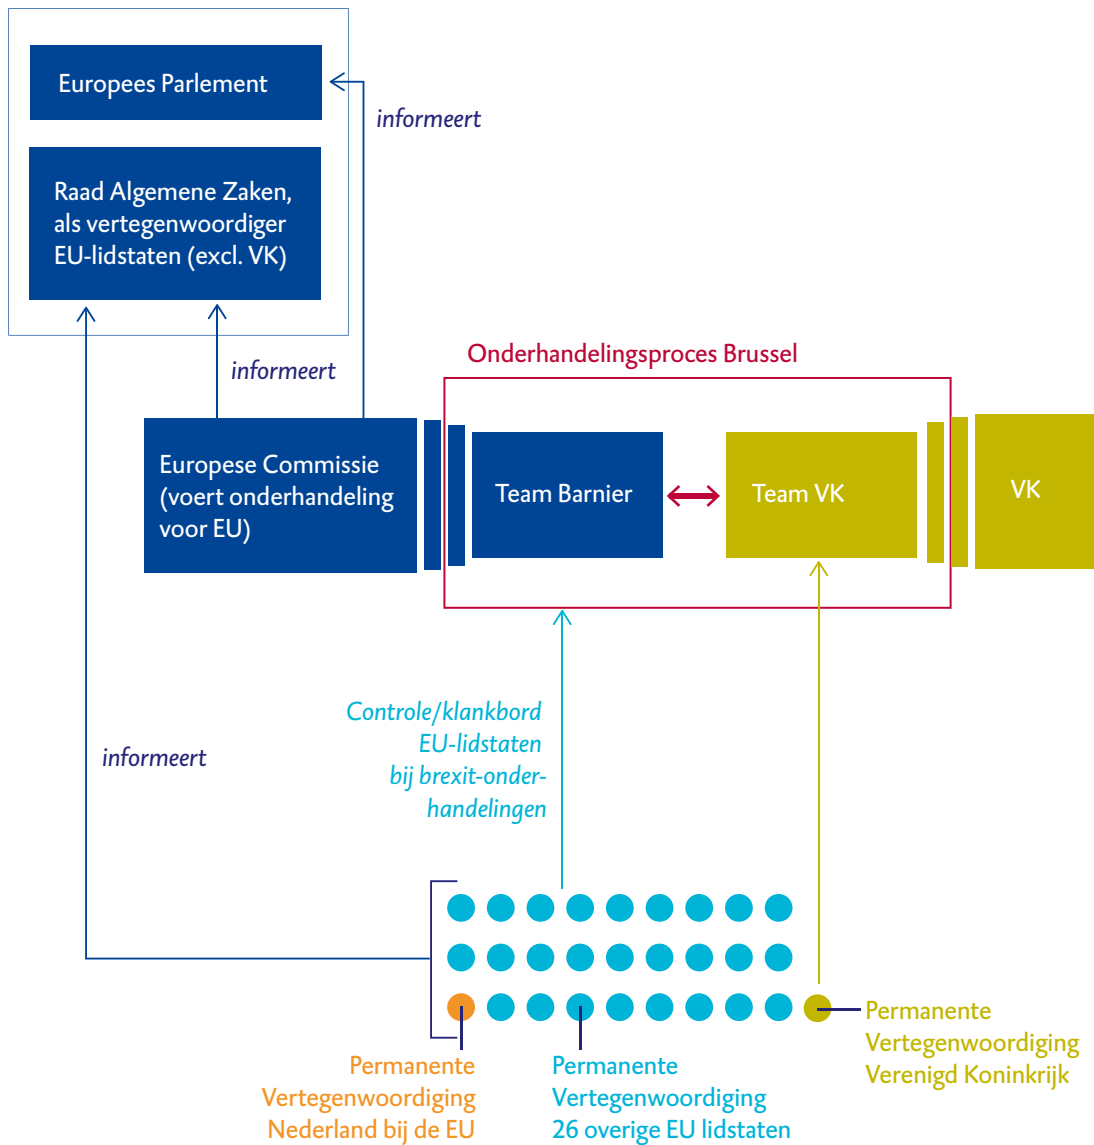 Europees Parlement
informeert
Raad Algemene Zaken,
als vertegenwoordiger
EU-lidstaten (excl. VK)
Onderhandelingsproces Brussel
informeert
Europese Commissie
(voert onderhandeling
voor EU)
Team Barnier
Team VK
VK
Controle/klankbord
EU-lidstaten
bij brexit-onder-
handelingen
informeert
Permanente
Vertegenwoordiging
Verenigd Koninkrijk
Permanente
Vertegenwoordiging
Nederland bij de EU
Permanente
Vertegenwoordiging
26 overige EU lidstaten